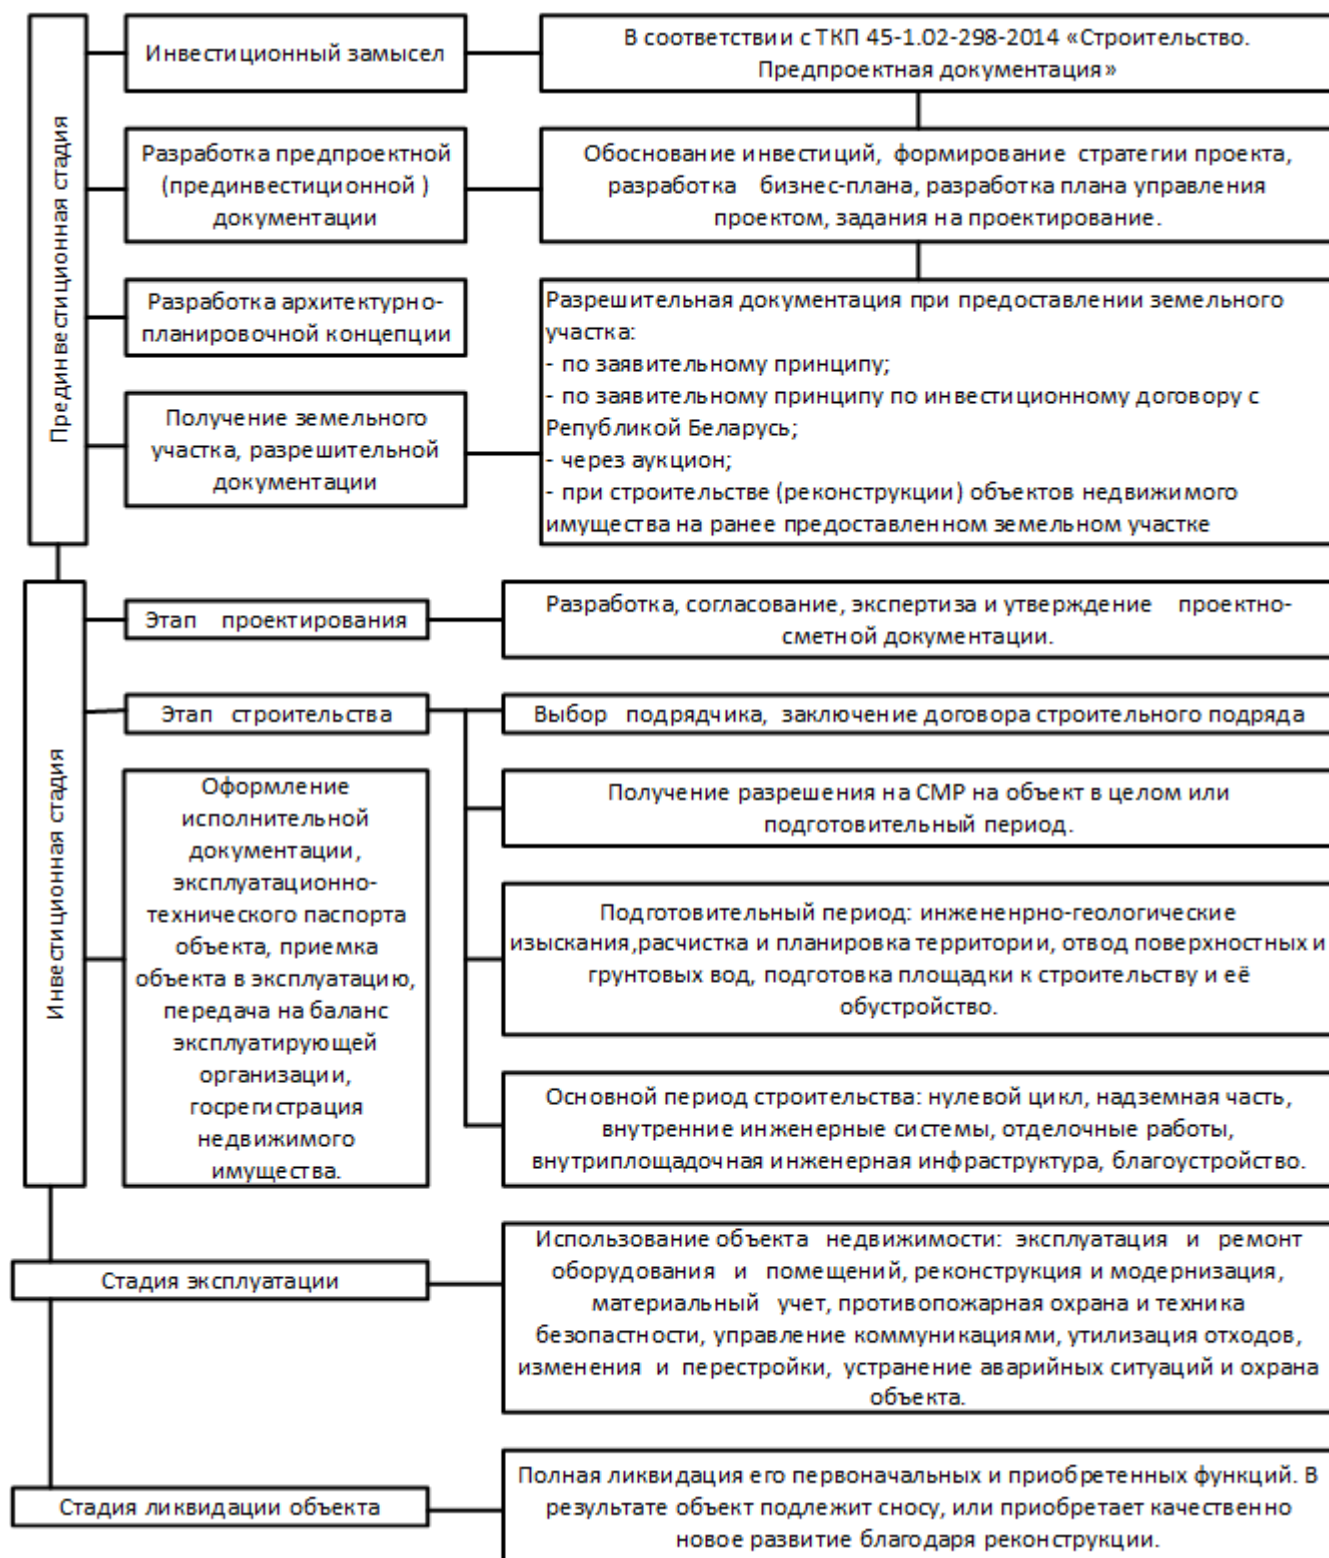 Прединвестиционная стадия
Инвестиционный замысел
В соответствии с ТКП 45-1.02-298-2014 «Строительство.
Предпроектная документация»
Разработка предпроектной
(прединвестиционной )
документации
Обоснование инвестиций, формирование стратегии проекта,
разработка бизнес-плана, разработка плана управления
проектом, задания на проектирование.
Разработка архитектурно-
планировочной концепции
Получение земельного
участка, разрешительной
документации
Разрешительная документация при предоставлении земельного
участка:
- по заявительному принципу;
- по заявительному принципу по инвестиционному договору с
Републикой Беларусь;
- через аукцион;
- при строительстве (реконструкции) объектов недвижимого
имущества на ранее предоставленном земельном участке
Инвестиционная стадия
Этап проектирования
Разработка, согласование, экспертиза и утверждение проектно-
сметной документации.
Этап строительства
Выбор подрядчика, заключение договора строительного подряда
Получение разрешения на СМР на объект в целом или
подготовительный период.
Подготовительный период: инжененрно-геологические
изыскания,расчистка и планировка территории, отвод поверхностных и
грунтовых вод, подготовка площадки к строительству и её
обустройство.
Основной период строительства: нулевой цикл, надземная часть,
внутренние инженерные системы, отделочные работы,
внутриплощадочная инженерная инфраструктура, благоустройство.
Оформление
исполнительной
документации,
эксплуатационно-
технического паспорта
объекта, приемка
объекта в эксплуатацию,
передача на баланс
эксплуатирующей
организации,
госрегистрация
недвижимого
имущества.
Стадия эксплуатации
Использование объекта недвижимости: эксплуатация и ремонт
оборудования и помещений, реконструкция и модернизация,
материальный учет, противопожарная охрана и техника
безопастности, управление коммуникациями, утилизация отходов,
изменения и перестройки, устранение аварийных ситуаций и охрана
объекта.
Стадия ликвидации объекта
Полная ликвидация его первоначальных и приобретенных функций. В
результате объект подлежит сносу, или приобретает качественно
новое развитие благодаря реконструкции.